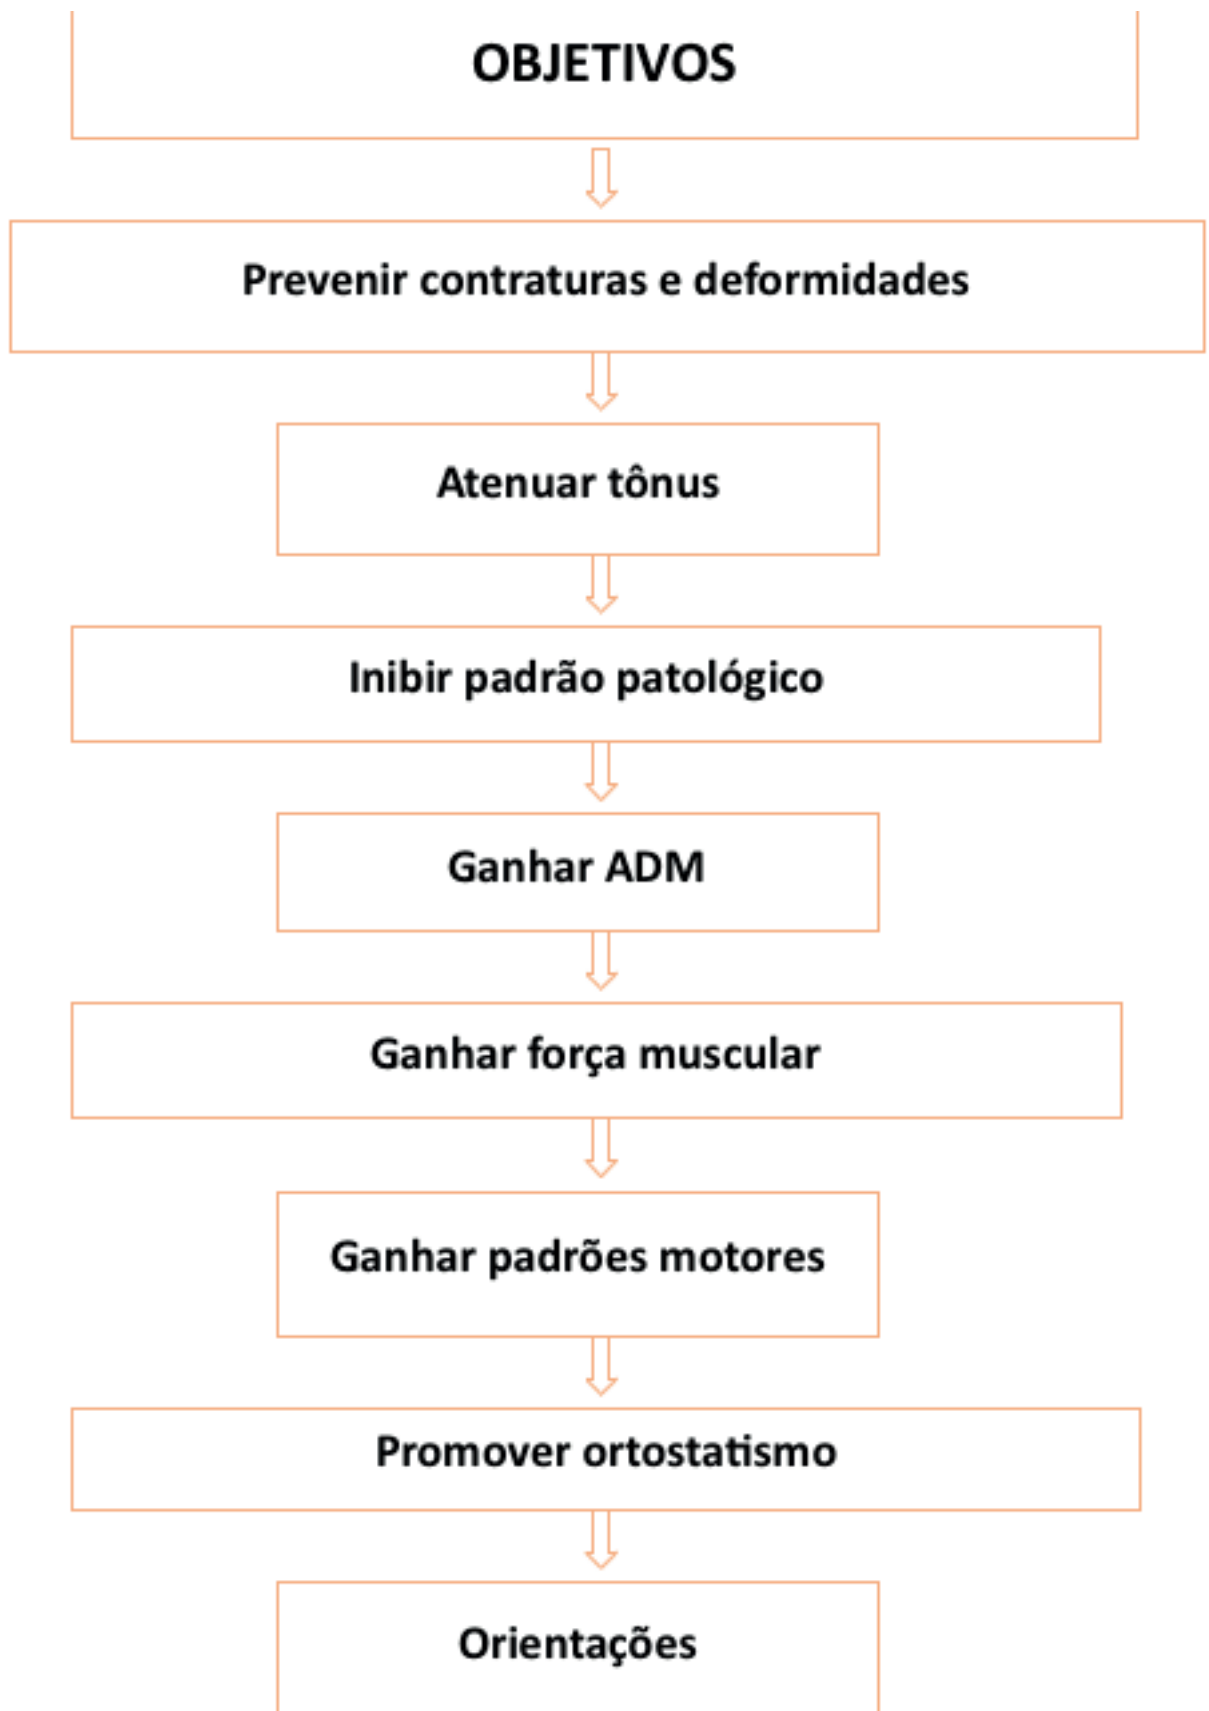 OBJETIVOS
Prevenir contraturas e deformidades
Atenuar tônus
Inibir padrão patológico
Ganhar ADM
Ganhar força muscular
Ganhar padrões motores
Promover ortostatismo
Orientações